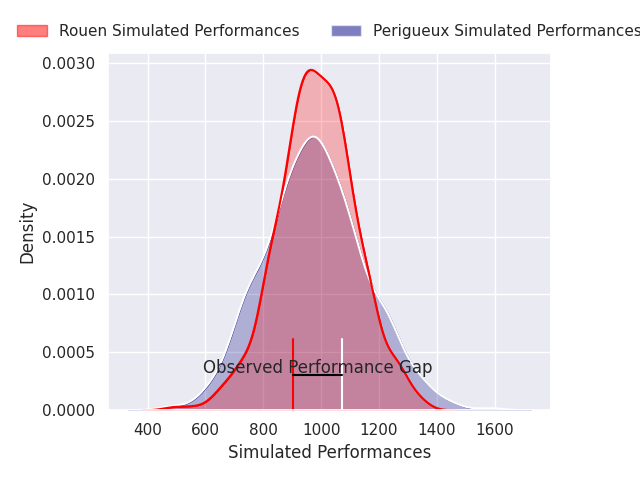 Rouen Simulated Performances
Perigueux Simulated Performances
0.0030
0.0025
0.0020
0.0015
0.0010
0.0005
0.0000
Density
Observed Performance Gap
400 600 800 1000 1200 1400 1600
Simulated Performances